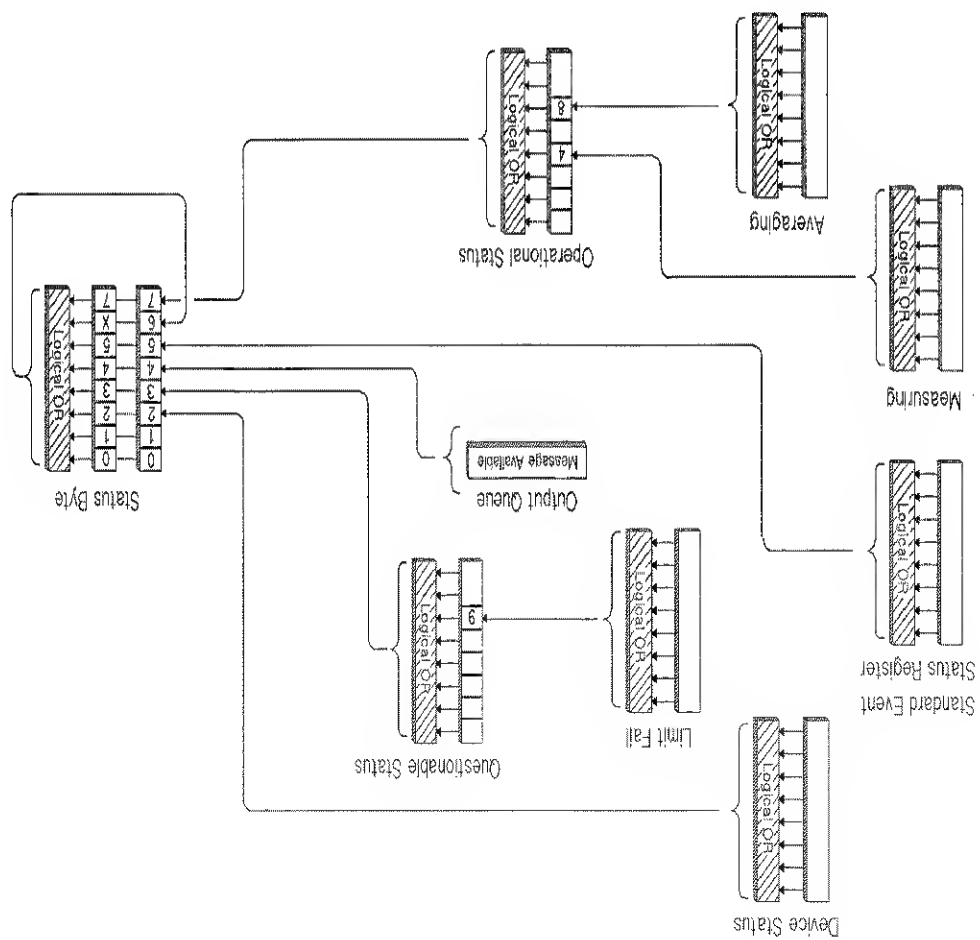 Device Status
Logical OR
Standard Event
Status Register
Logical OR
Limit Fail
Logical OR
Questionable Status
9
Logical OR
Output Queue
Message Available
Status Byte
0 0
1 1
2 2
3 3
4 4
5 5
6 X
7 7
Logical OR
Measuring
Logical OR
Averaging
Logical OR
Operational Status
4
8
Logical OR